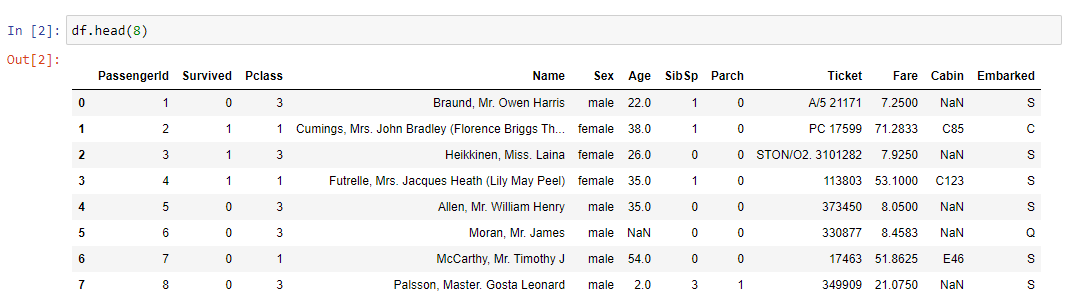 In [2]: df.head(8)
Out[2]:
PassengerId Survived Pclass Name Sex Age SibSp Parch Ticket Fare Cabin Embarked
0 1 0 3 Braund, Mr. Owen Harris male 22.0 1 0 A/5 21171 7.2500 NaN S
1 2 1 1 Cumings, Mrs. John Bradley (Florence Briggs Th... female 38.0 1 0 PC 17599 71.2833 C85 C
2 3 1 3 Heikkinen, Miss. Laina female 26.0 0 0 STON/O2. 3101282 7.9250 NaN S
3 4 1 1 Futrelle, Mrs. Jacques Heath (Lily May Peel) female 35.0 1 0 113803 53.1000 C123 S
4 5 0 3 Allen, Mr. William Henry male 35.0 0 0 373450 8.0500 NaN S
5 6 0 3 Moran, Mr. James male NaN 0 0 330877 8.4583 NaN Q
6 7 0 1 McCarthy, Mr. Timothy J male 54.0 0 0 17463 51.8625 E46 S
7 8 0 3 Palsson, Master. Gosta Leonard male 2.0 3 1 349909 21.0750 NaN S